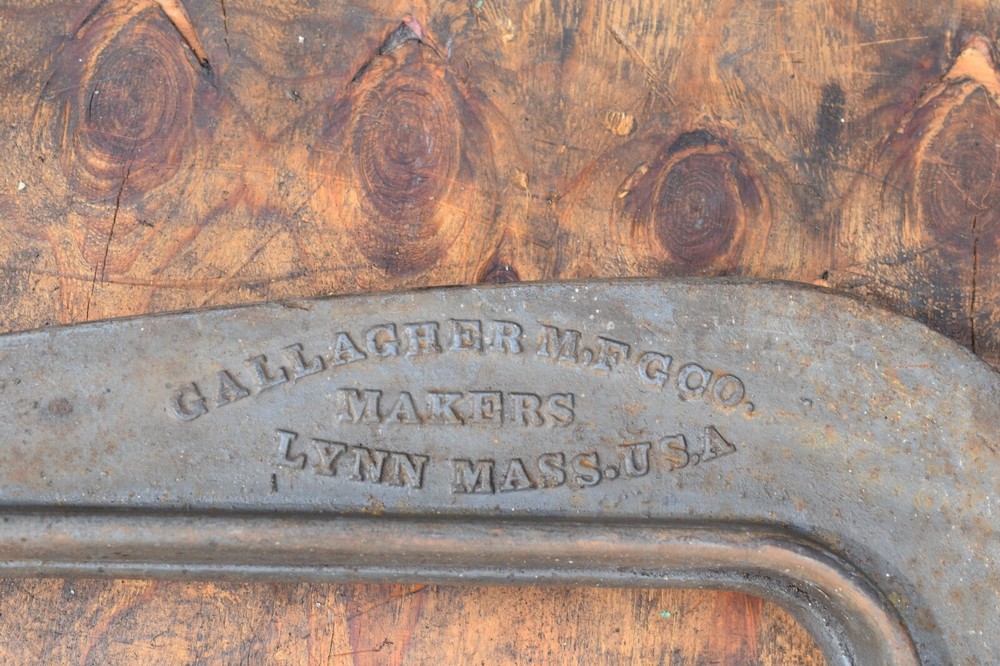 GALLAGHER M.F G CO.
MAKERS
LYNN MASS. U.S.A